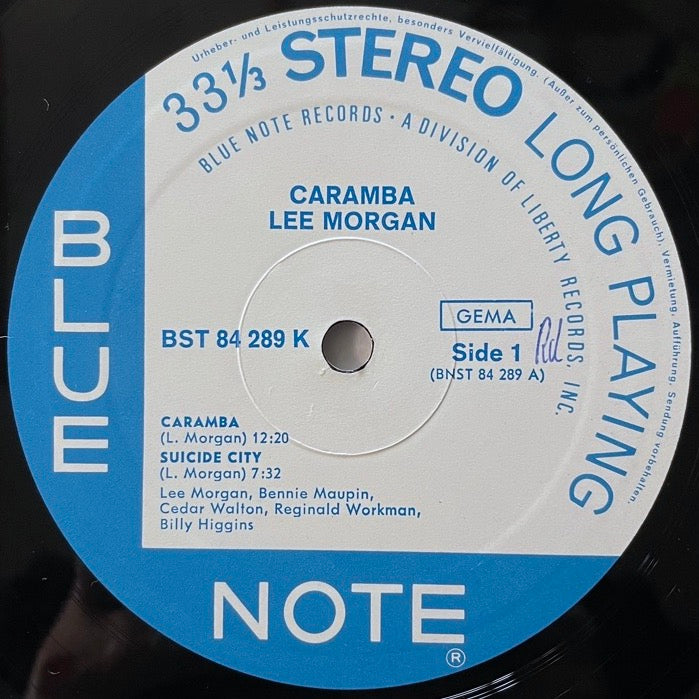 Urheber- und Leistungsschutzrechte, besonders Vervielfältigung. (Außer zum persönlichen Gebrauch), Vermietung, Aufführung, Sendung vorbehalten.
33⅓ STEREO LONG PLAYING
BLUE NOTE RECORDS · A DIVISION OF LIBERTY RECORDS, INC.
CARAMBA
LEE MORGAN
BLUE
BST 84 289 K
GEMA
Side 1
(BNST 84 289 A)
CARAMBA
(L. Morgan) 12:20
SUICIDE CITY
(L. Morgan) 7:32
Lee Morgan, Bennie Maupin,
Cedar Walton, Reginald Workman,
Billy Higgins
NOTE
®